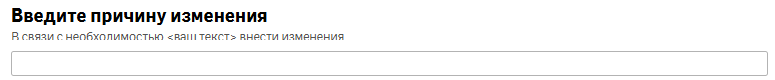 Введите причину изменения
В связи с необходимостью <ваш текст> внести изменения